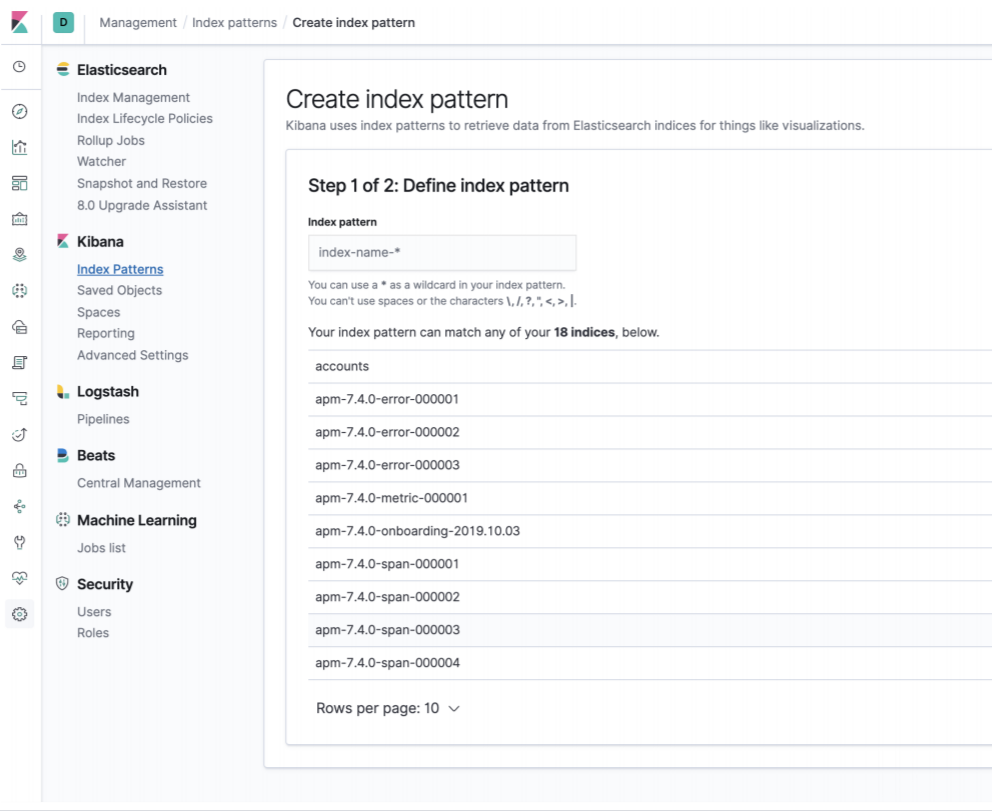 D Management / Index patterns / Create index pattern
Elasticsearch
Index Management
Index Lifecycle Policies
Rollup Jobs
Watcher
Snapshot and Restore
8.0 Upgrade Assistant
Kibana
Index Patterns
Saved Objects
Spaces
Reporting
Advanced Settings
Logstash
Pipelines
Beats
Central Management
Machine Learning
Jobs list
Security
Users
Roles
Create index pattern
Kibana uses index patterns to retrieve data from Elasticsearch indices for things like visualizations.
Step 1 of 2: Define index pattern
Index pattern
index-name-*
You can use a * as a wildcard in your index pattern.
You can't use spaces or the characters \, /, ?, ", <, >, |.
Your index pattern can match any of your 18 indices, below.
accounts
apm-7.4.0-error-000001
apm-7.4.0-error-000002
apm-7.4.0-error-000003
apm-7.4.0-metric-000001
apm-7.4.0-onboarding-2019.10.03
apm-7.4.0-span-000001
apm-7.4.0-span-000002
apm-7.4.0-span-000003
apm-7.4.0-span-000004
Rows per page: 10